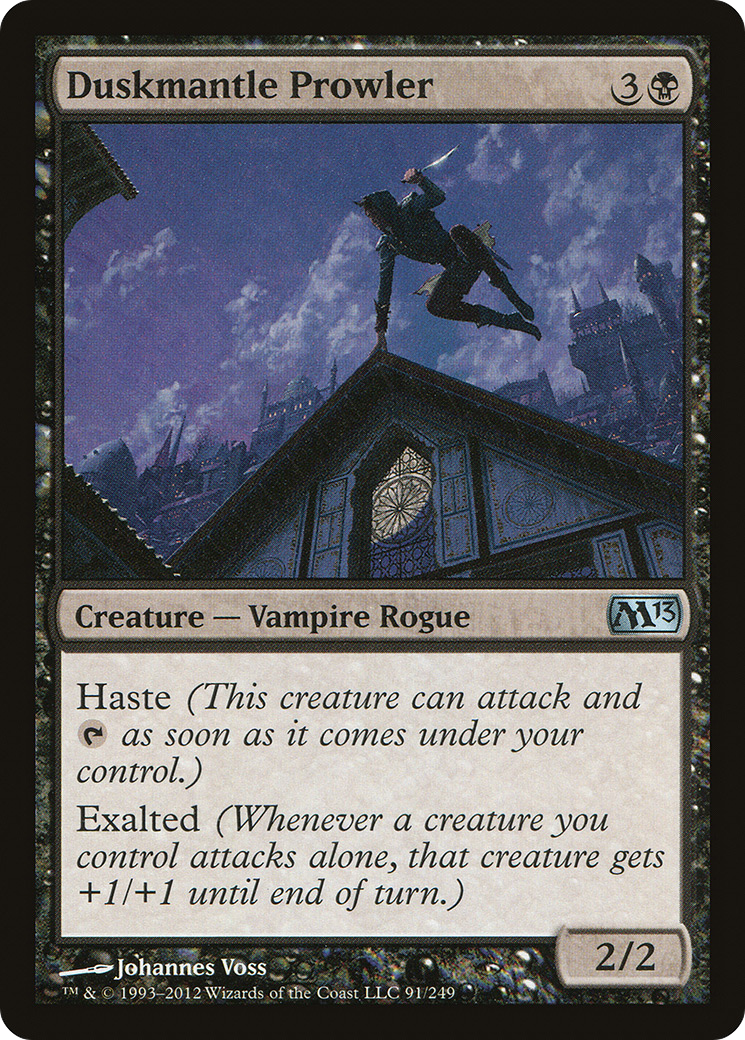 Duskmantle Prowler 3
Creature — Vampire Rogue M13
Haste (This creature can attack and
as soon as it comes under your
control.)
Exalted (Whenever a creature you
control attacks alone, that creature gets
+1/+1 until end of turn.)
2/2
Johannes Voss
™ & © 1993–2012 Wizards of the Coast LLC 91/249